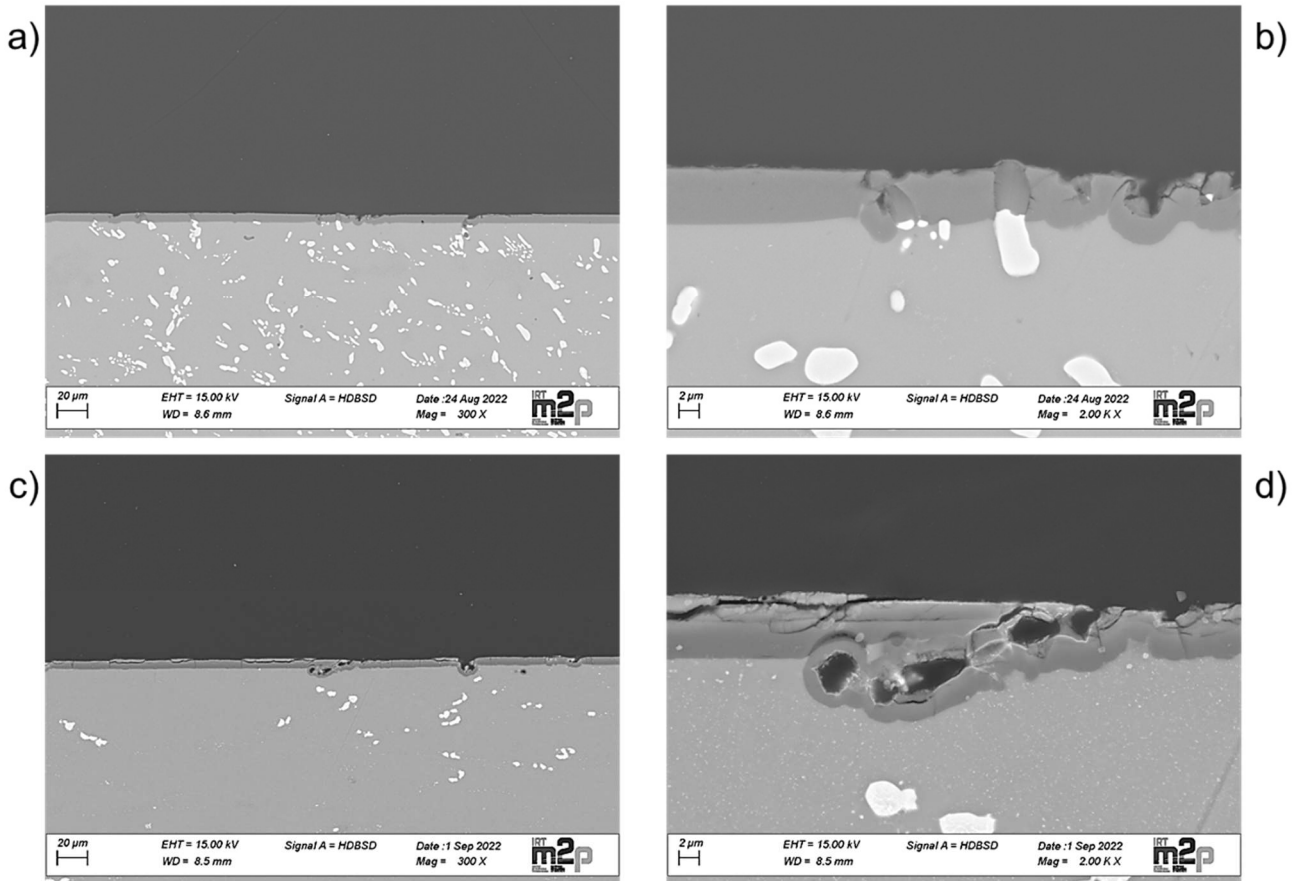 a)
b)
20 µm
EHT = 15.00 kV
WD = 8.6 mm
Signal A = HDBSD
Date :24 Aug 2022
Mag = 300 X
IRT
m2p
2 µm
EHT = 15.00 kV
WD = 8.6 mm
Signal A = HDBSD
Date :24 Aug 2022
Mag = 2.00 K X
IRT
m2p
c)
d)
20 µm
EHT = 15.00 kV
WD = 8.5 mm
Signal A = HDBSD
Date :1 Sep 2022
Mag = 300 X
IRT
m2p
2 µm
EHT = 15.00 kV
WD = 8.5 mm
Signal A = HDBSD
Date :1 Sep 2022
Mag = 2.00 K X
IRT
m2p